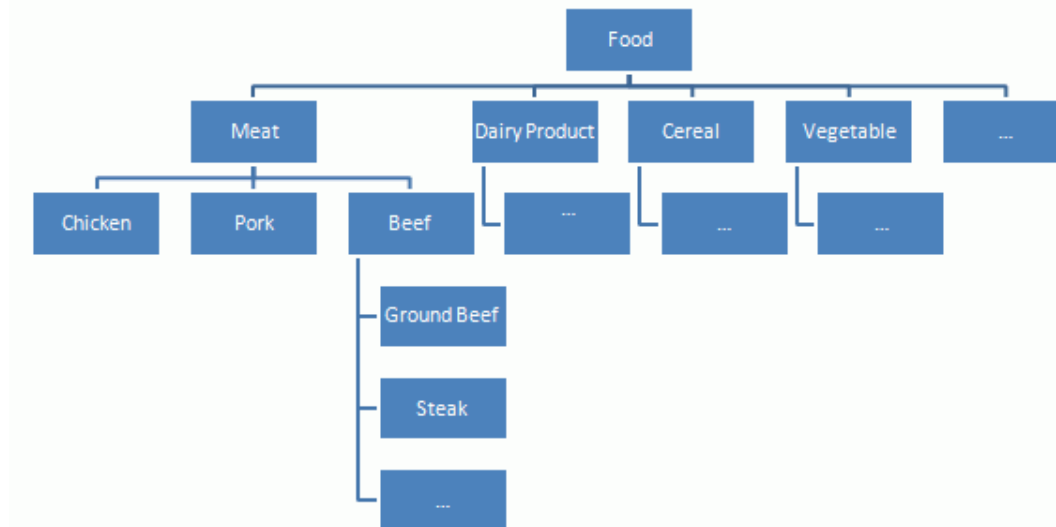 Food
Meat
Dairy Product
Cereal
Vegetable
...
Chicken
Pork
Beef
...
...
...
Ground Beef
Steak
...